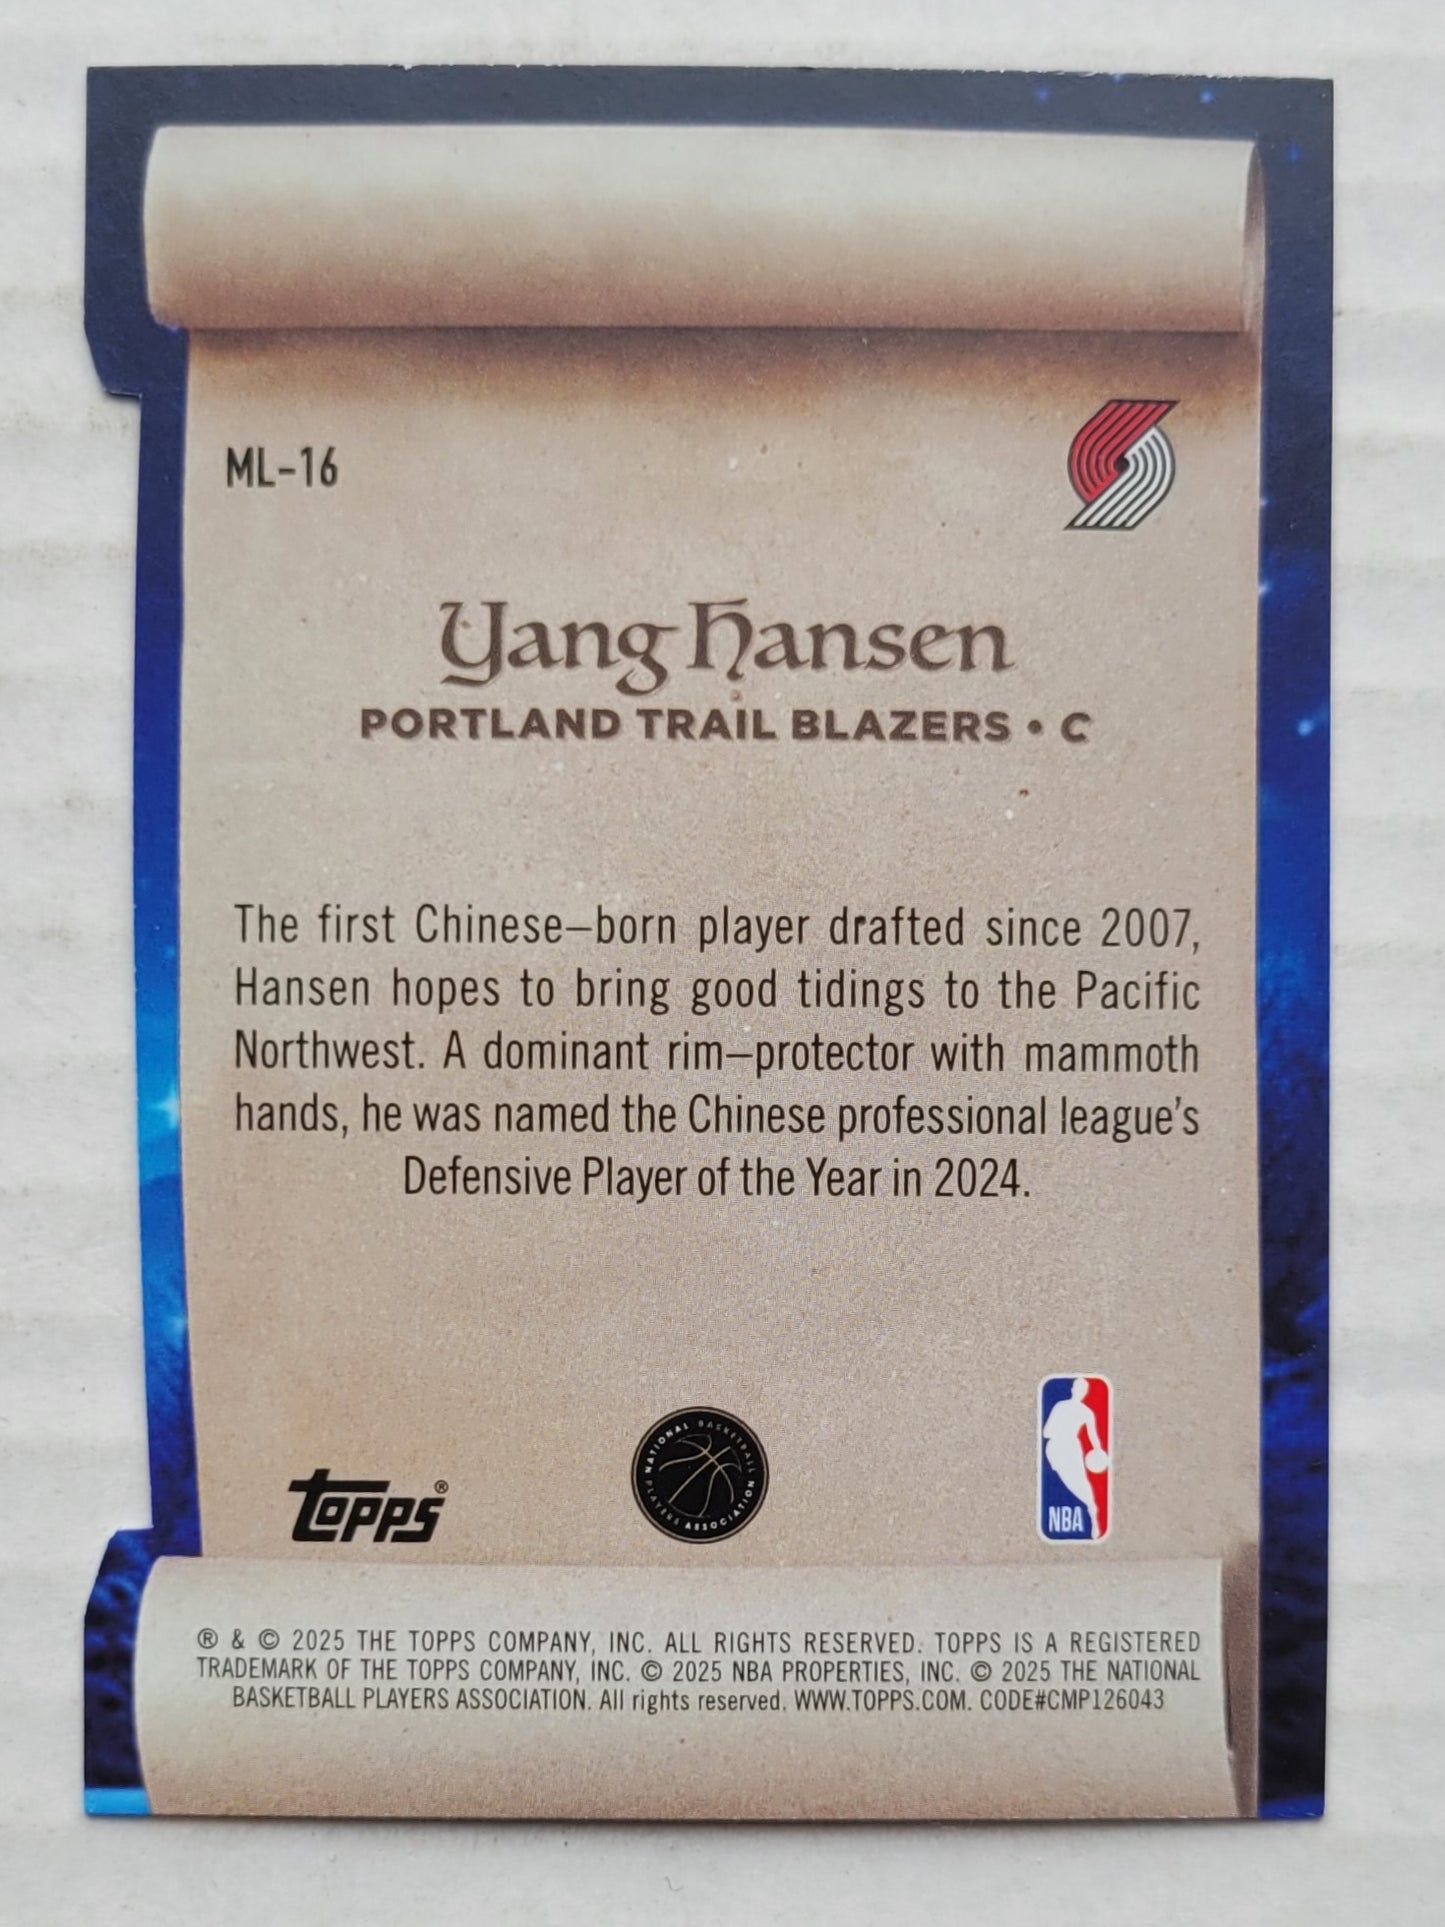 ML-16
Yang Hansen
PORTLAND TRAIL BLAZERS • C
The first Chinese–born player drafted since 2007,
Hansen hopes to bring good tidings to the Pacific
Northwest. A dominant rim–protector with mammoth
hands, he was named the Chinese professional league's
Defensive Player of the Year in 2024.
topps®
NATIONAL BASKETBALL PLAYERS ASSOCIATION
NBA
® & © 2025 THE TOPPS COMPANY, INC. ALL RIGHTS RESERVED. TOPPS IS A REGISTERED
TRADEMARK OF THE TOPPS COMPANY, INC. © 2025 NBA PROPERTIES, INC. © 2025 THE NATIONAL
BASKETBALL PLAYERS ASSOCIATION. All rights reserved. WWW.TOPPS.COM. CODE#CMP126043